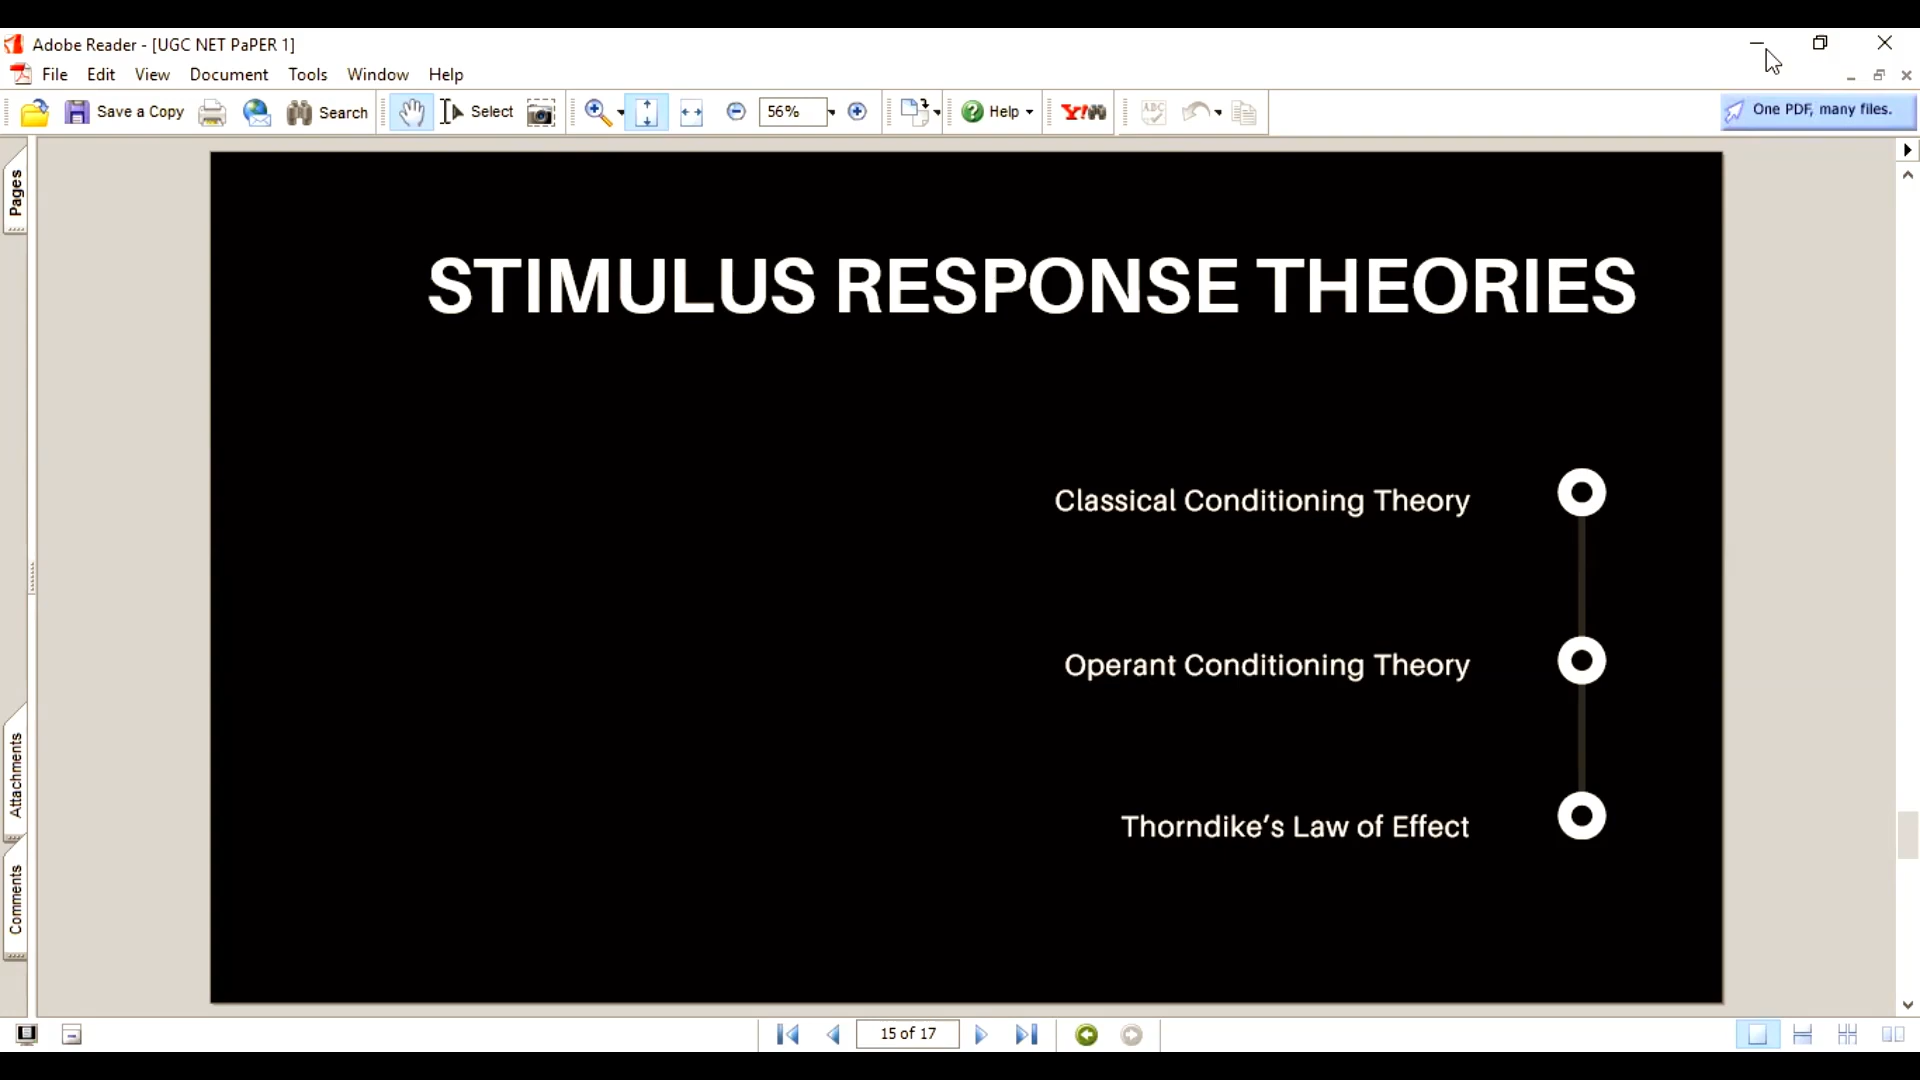 Adobe Reader - [UGC NET PaPER 1]
File Edit View Document Tools Window Help
Save a Copy Search Select 56% Help Y! ABC One PDF, many files.
Pages
STIMULUS RESPONSE THEORIES
Classical Conditioning Theory
Operant Conditioning Theory
Thorndike’s Law of Effect
Attachments
Comments
15 of 17